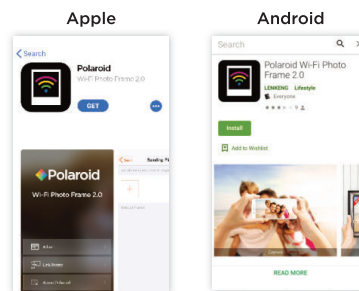 Apple
Search
Polaroid
Wi-Fi Photo Frame 2.0
GET
Polaroid
Wi-Fi Photo Frame 2.0
Android
Search
Polaroid Wi-Fi Photo
Frame 2.0
LENKENG Lifestyle
Everyone
Install
Add to Wishlist
READ MORE